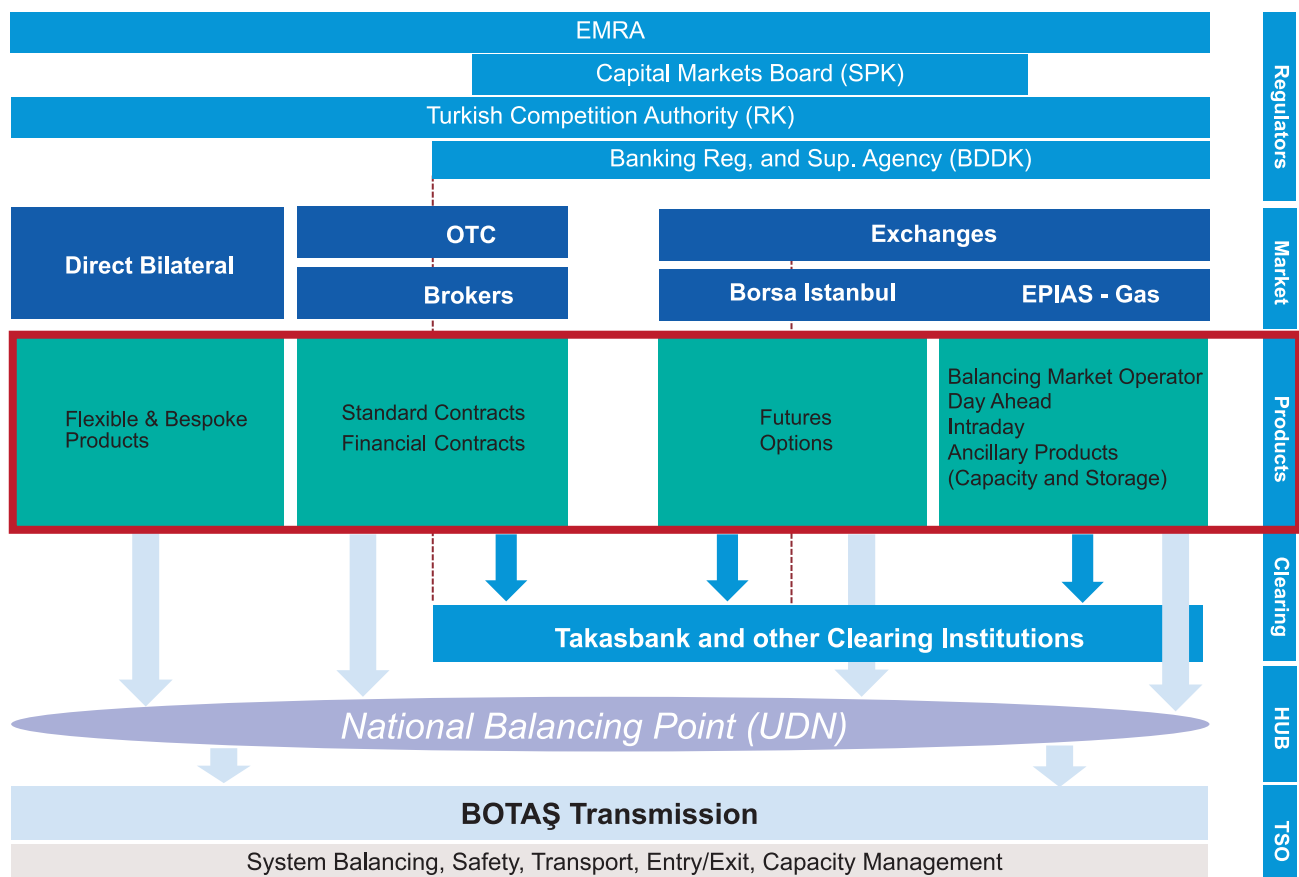 EMRA
Capital Markets Board (SPK)
Turkish Competition Authority (RK)
Banking Reg, and Sup. Agency (BDDK)
Regulators
Direct Bilateral
OTC
Brokers
Exchanges
Borsa Istanbul
EPIAS - Gas
Market
Flexible & Bespoke
Products
Standard Contracts
Financial Contracts
Futures
Options
Balancing Market Operator
Day Ahead
Intraday
Ancillary Products
(Capacity and Storage)
Products
Takasbank and other Clearing Institutions
Clearing
National Balancing Point (UDN)
HUB
BOTAŞ Transmission
System Balancing, Safety, Transport, Entry/Exit, Capacity Management
TSO